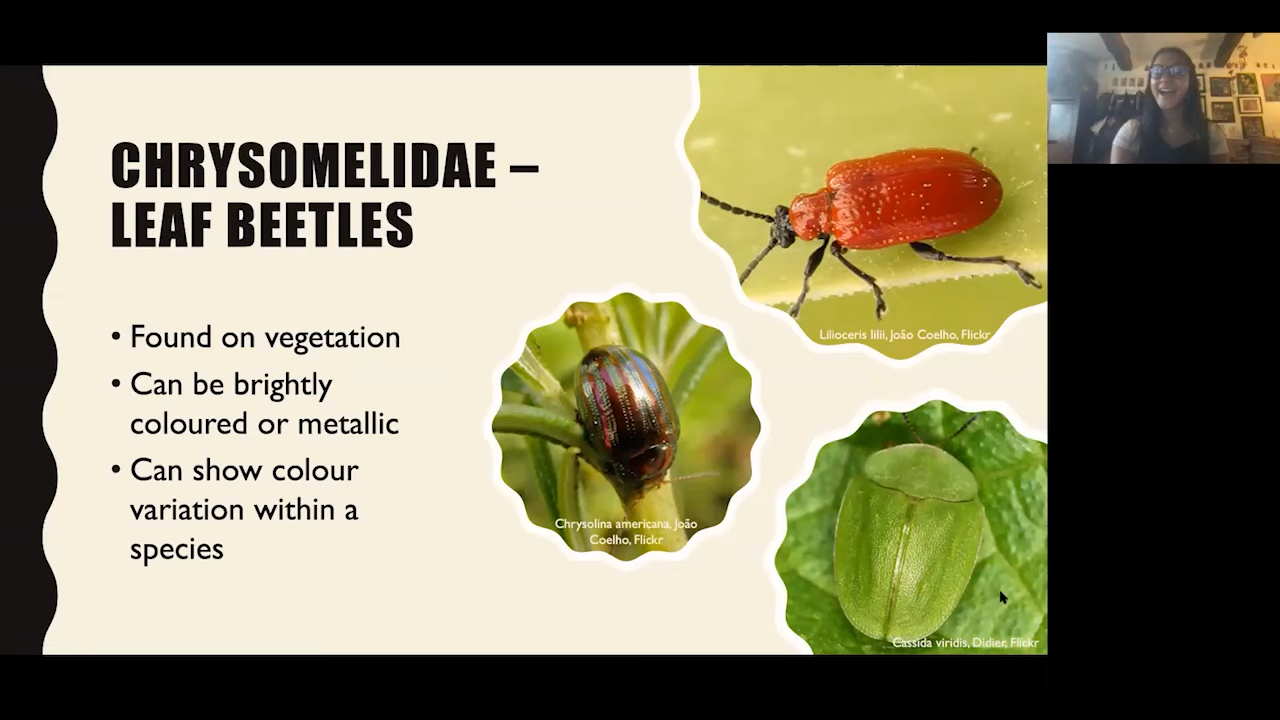 CHRYSOMELIDAE –
LEAF BEETLES
• Found on vegetation
• Can be brightly
coloured or metallic
• Can show colour
variation within a
species
Lilioceris lilii, João Coelho, Flickr
Chrysolina americana, João
Coelho, Flickr
Cassida viridis, Didier, Flickr